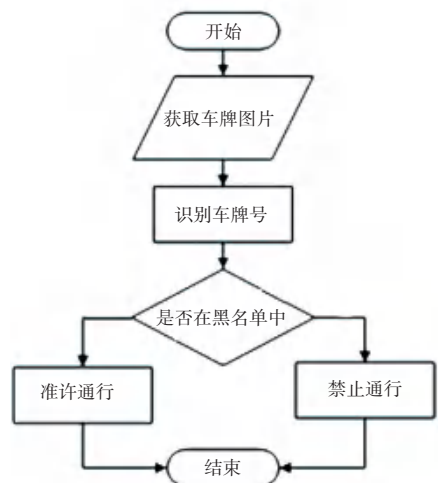 开始
获取车牌图片
识别车牌号
是否在黑名单中
准许通行
禁止通行
结束